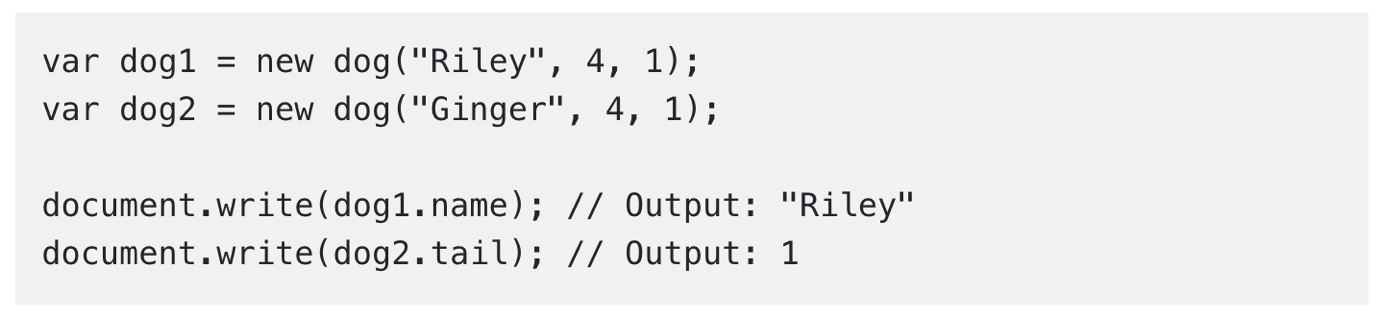 var dog1 = new dog("Riley", 4, 1);
var dog2 = new dog("Ginger", 4, 1);
document.write(dog1.name); // Output: "Riley"
document.write(dog2.tail); // Output: 1